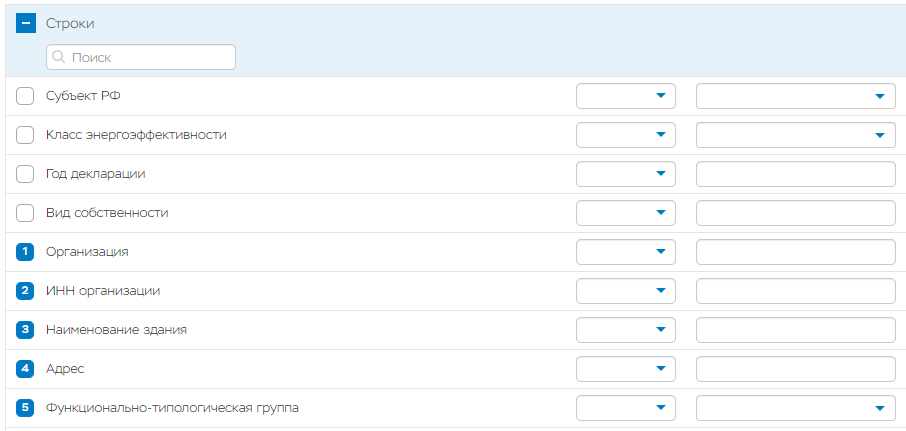 Строки
Поиск
Субъект РФ
Класс энергоэффективности
Год декларации
Вид собственности
1 Организация
2 ИНН организации
3 Наименование здания
4 Адрес
5 Функционально-типологическая группа